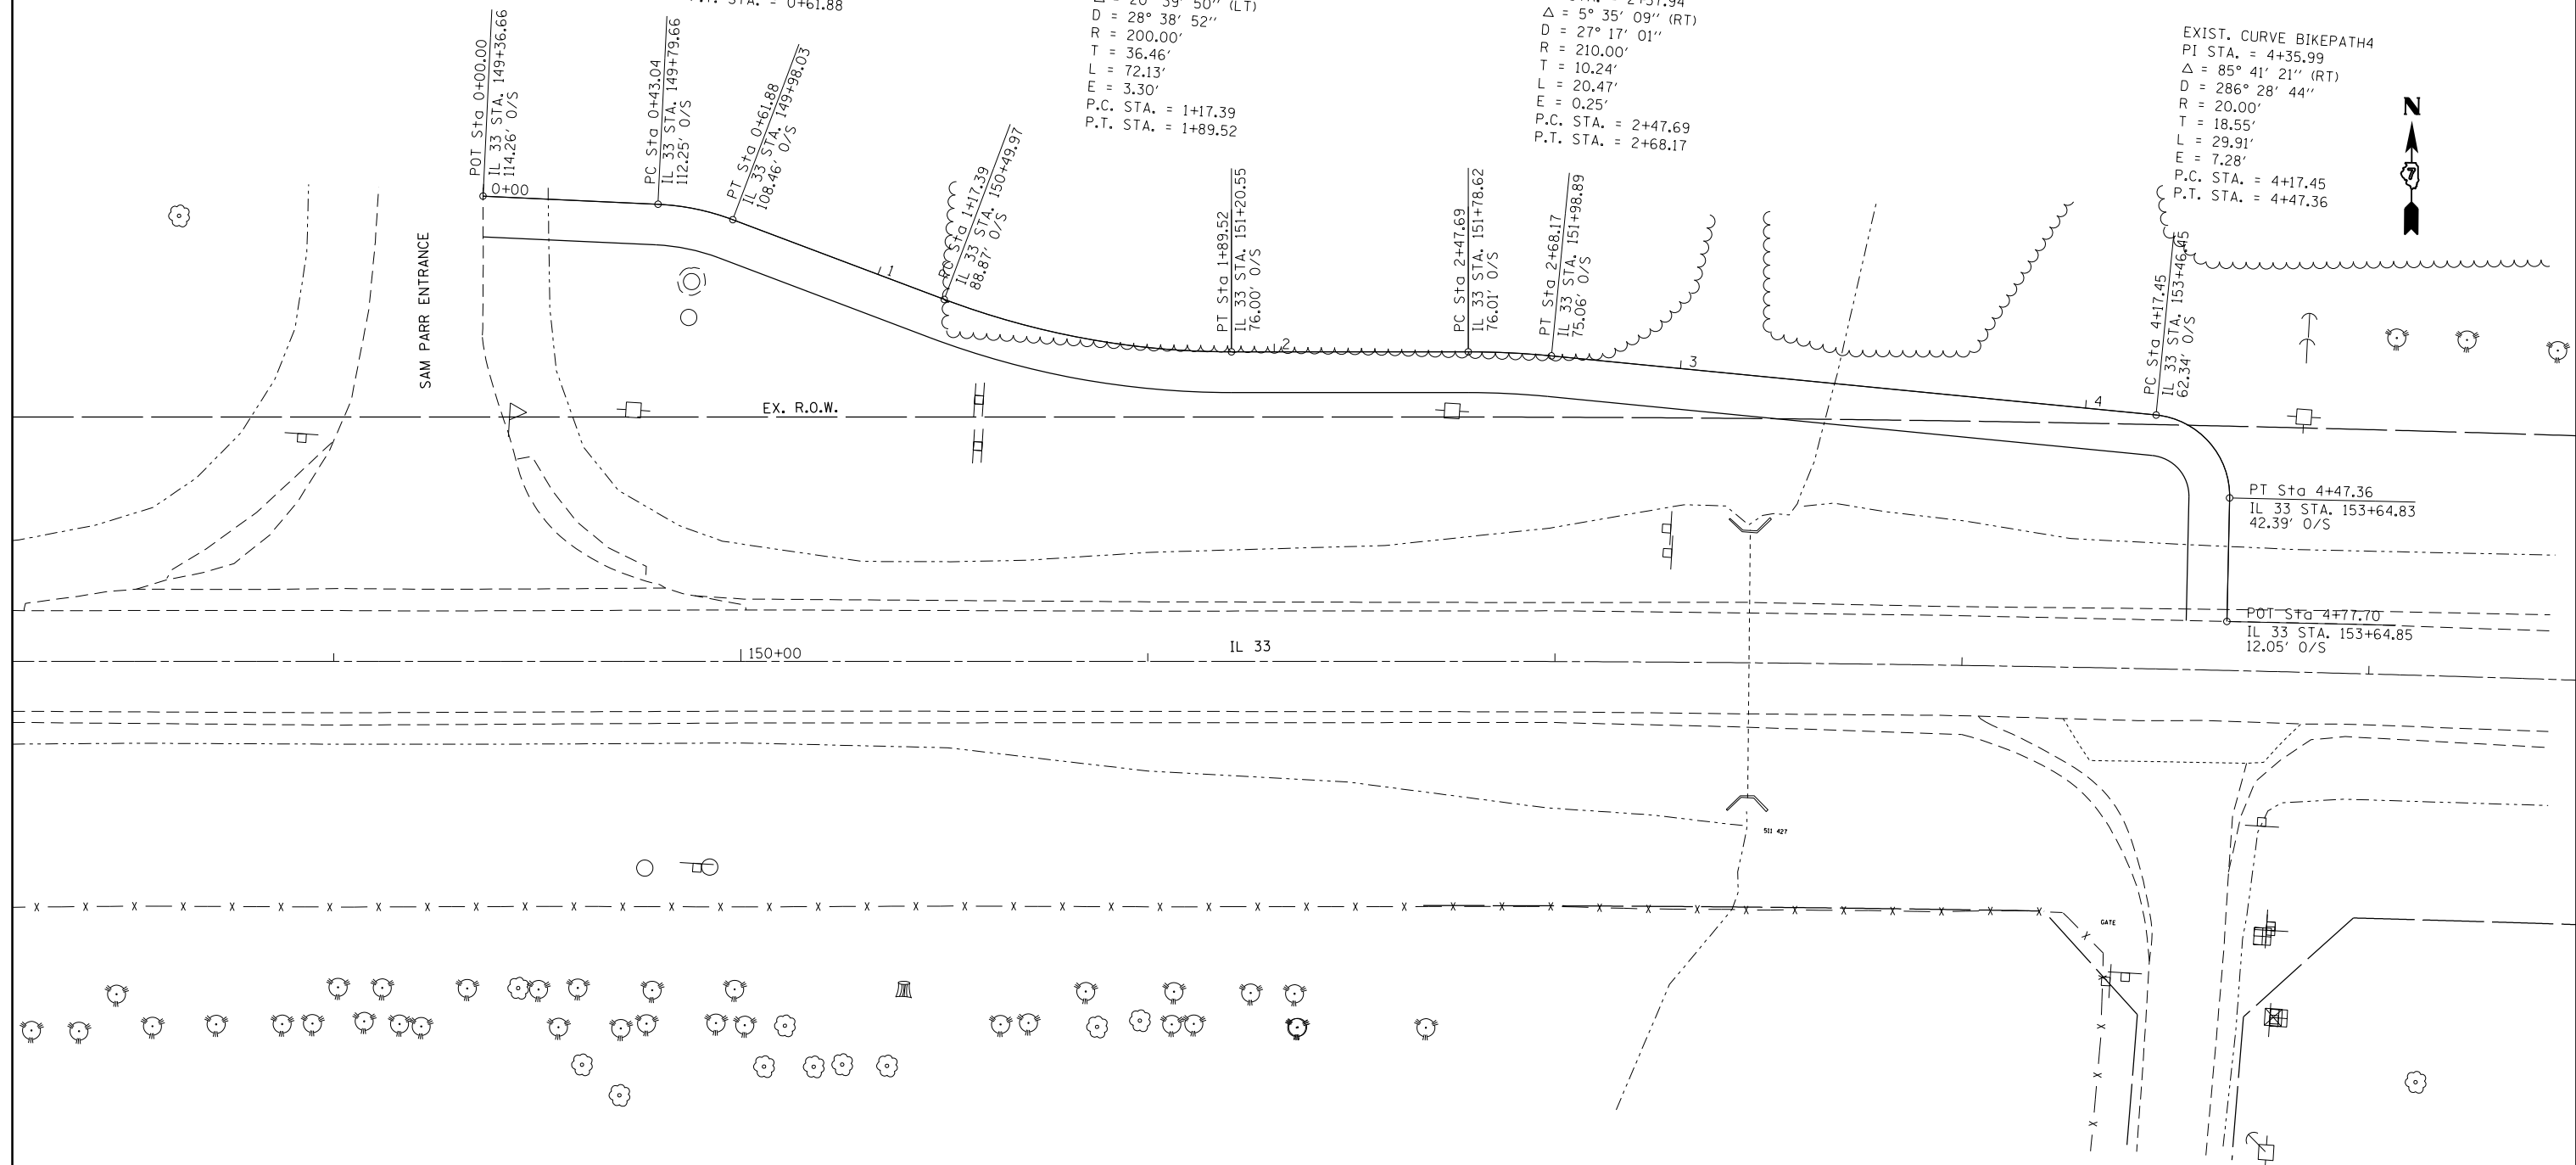 P.T. STA. = 0+61.88
Δ = 20° 39' 50" (LT)
D = 28° 38' 52"
R = 200.00'
T = 36.46'
L = 72.13'
E = 3.30'
P.C. STA. = 1+17.39
P.T. STA. = 1+89.52
Δ = 5° 35' 09" (RT)
D = 27° 17' 01"
R = 210.00'
T = 10.24'
L = 20.47'
E = 0.25'
P.C. STA. = 2+47.69
P.T. STA. = 2+68.17
EXIST. CURVE BIKEPATH4
PI STA. = 4+35.99
Δ = 85° 41' 21" (RT)
D = 286° 28' 44"
R = 20.00'
T = 18.55'
L = 29.91'
E = 7.28'
P.C. STA. = 4+17.45
P.T. STA. = 4+47.36
N
7
POT Sta 0+00.00
IL 33 STA. 149+36.66
114.26' O/S
PC Sta 0+43.04
IL 33 STA. 149+79.66
112.25' O/S
PT Sta 0+61.88
IL 33 STA. 149+98.03
108.46' O/S
PC Sta 1+17.39
IL 33 STA. 150+49.97
88.87' O/S
PT Sta 1+89.52
IL 33 STA. 151+20.55
76.00' O/S
PC Sta 2+47.69
IL 33 STA. 151+78.62
76.01' O/S
PT Sta 2+68.17
IL 33 STA. 151+98.89
75.06' O/S
PC Sta 4+17.45
IL 33 STA. 153+46.45
62.34' O/S
0+00
1
2
3
4
SAM PARR ENTRANCE
EX. R.O.W.
PT Sta 4+47.36
IL 33 STA. 153+64.83
42.39' O/S
POT Sta 4+77.70
IL 33 STA. 153+64.85
12.05' O/S
150+00
IL 33
511 427
GATE